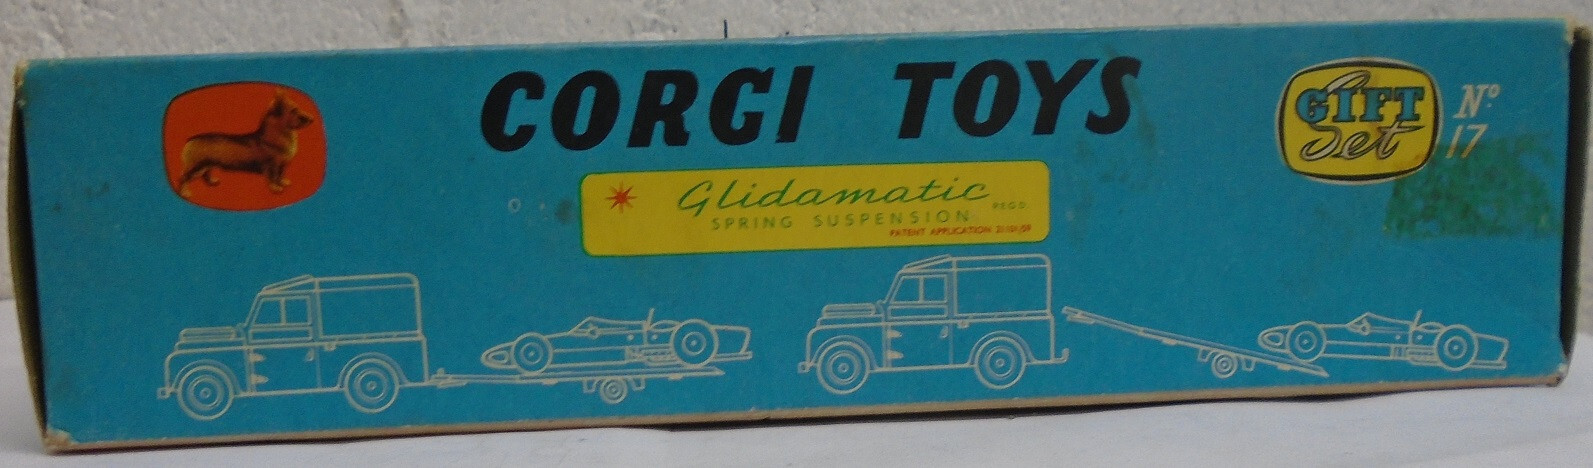 CORGI TOYS
GIFT
Set
Nº
17
Glidamatic
REGD
SPRING SUSPENSION
PATENT APPLICATION